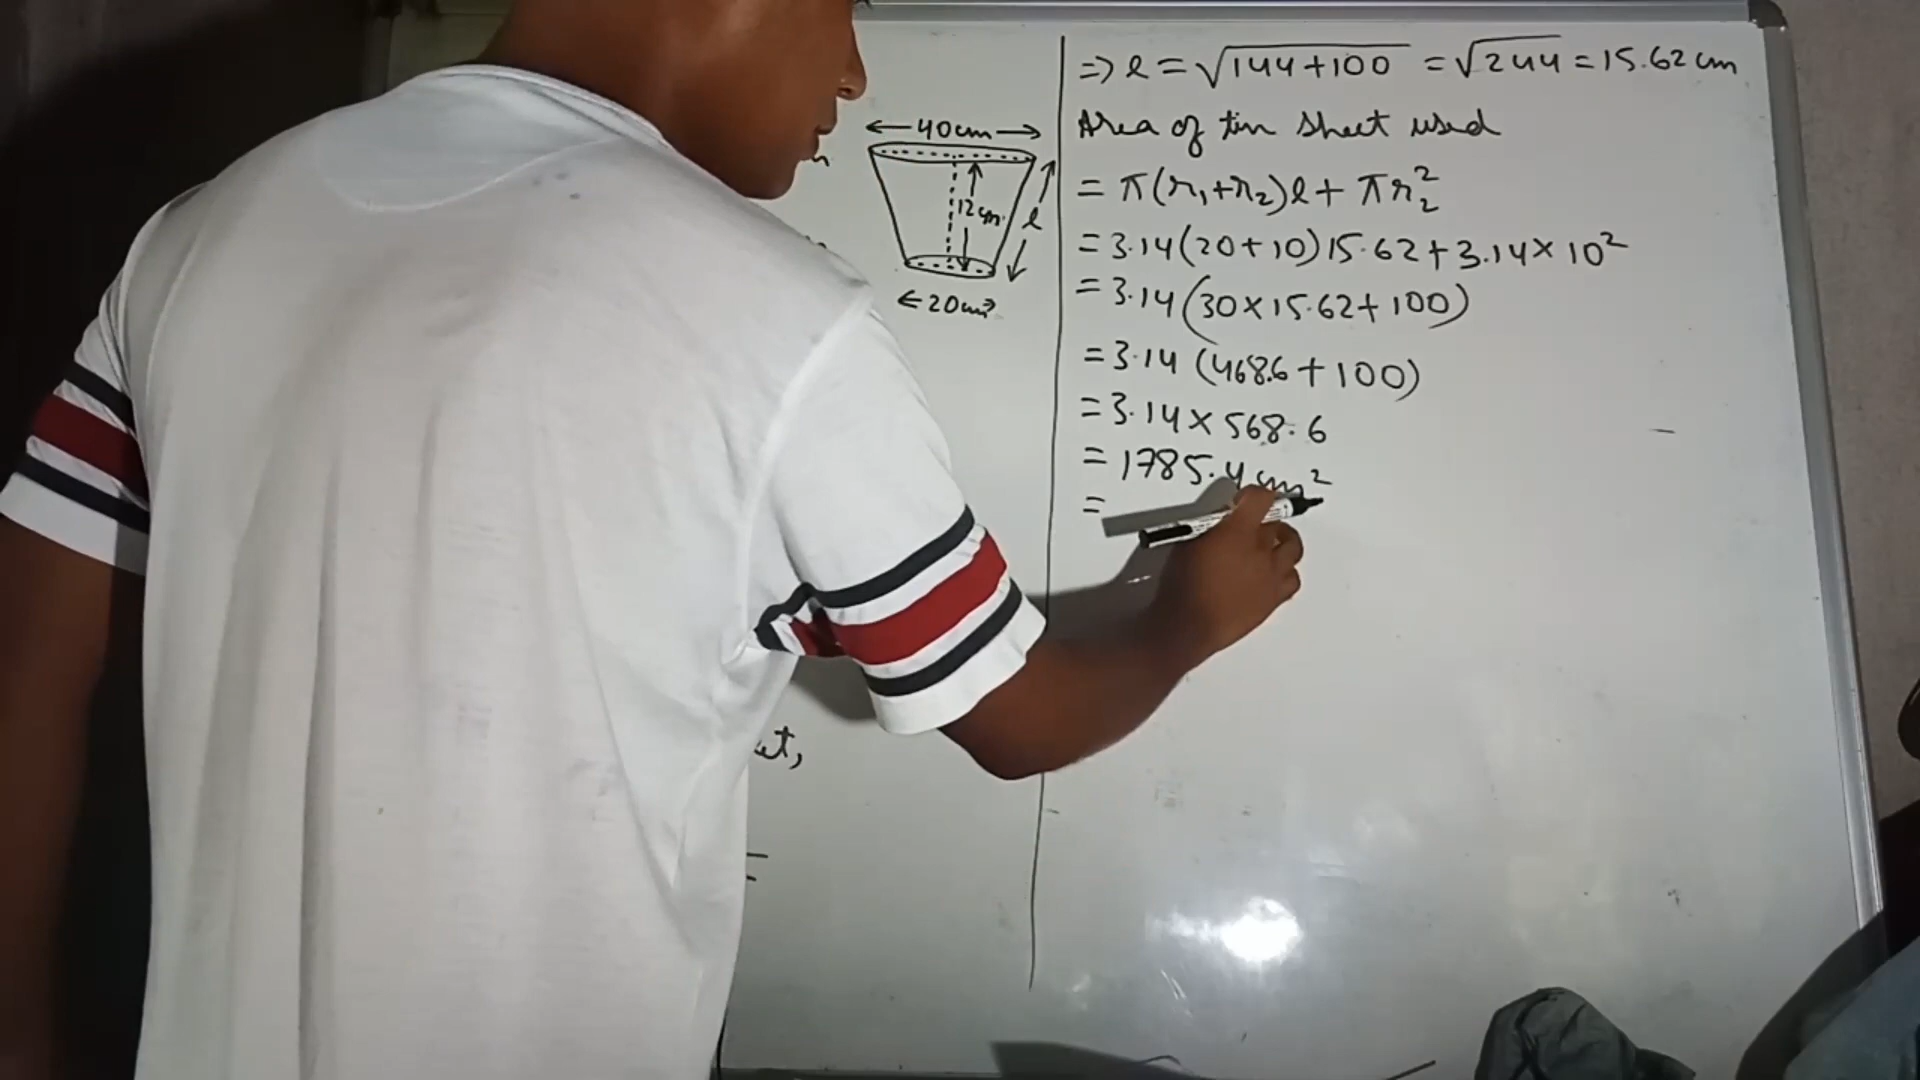 40cm
12cm
l
20cm
ut,
=
=> l = √144+100 = √244 = 15.62 cm
Area of tin sheet used
= π(r₁+r₂)l + πr₂²
= 3.14(20+10)15.62+3.14×10²
= 3.14(30×15.62+100)
= 3.14 (468.6+100)
= 3.14 × 568.6
= 1785.4 cm²
=